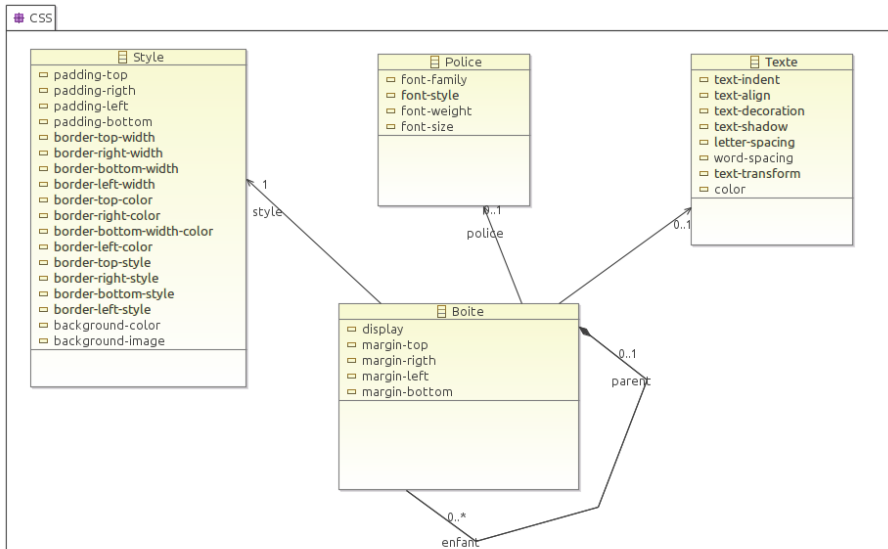 CSS
Style
padding-top
padding-rigth
padding-left
padding-bottom
border-top-width
border-right-width
border-bottom-width
border-left-width
border-top-color
border-right-color
border-bottom-width-color
border-left-color
border-top-style
border-right-style
border-bottom-style
border-left-style
background-color
background-image
Police
font-family
font-style
font-weight
font-size
Texte
text-indent
text-align
text-decoration
text-shadow
letter-spacing
word-spacing
text-transform
color
1
style
0..1
police
0..1
Boite
display
margin-top
margin-rigth
margin-left
margin-bottom
0..1
parent
0..*
enfant